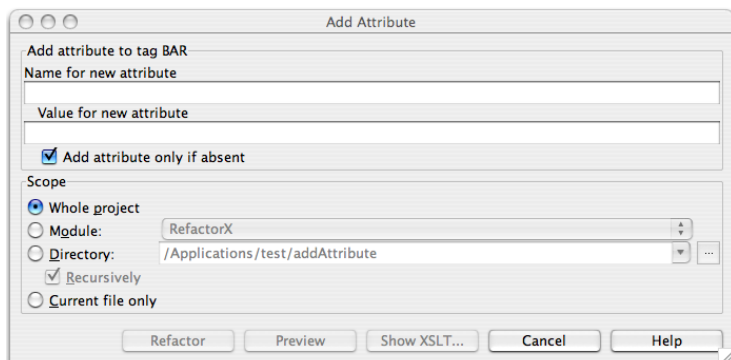 Add Attribute
Add attribute to tag BAR
Name for new attribute
Value for new attribute
Add attribute only if absent
Scope
Whole project
Module: RefactorX
Directory: /Applications/test/addAttribute ...
Recursively
Current file only
Refactor Preview Show XSLT... Cancel Help